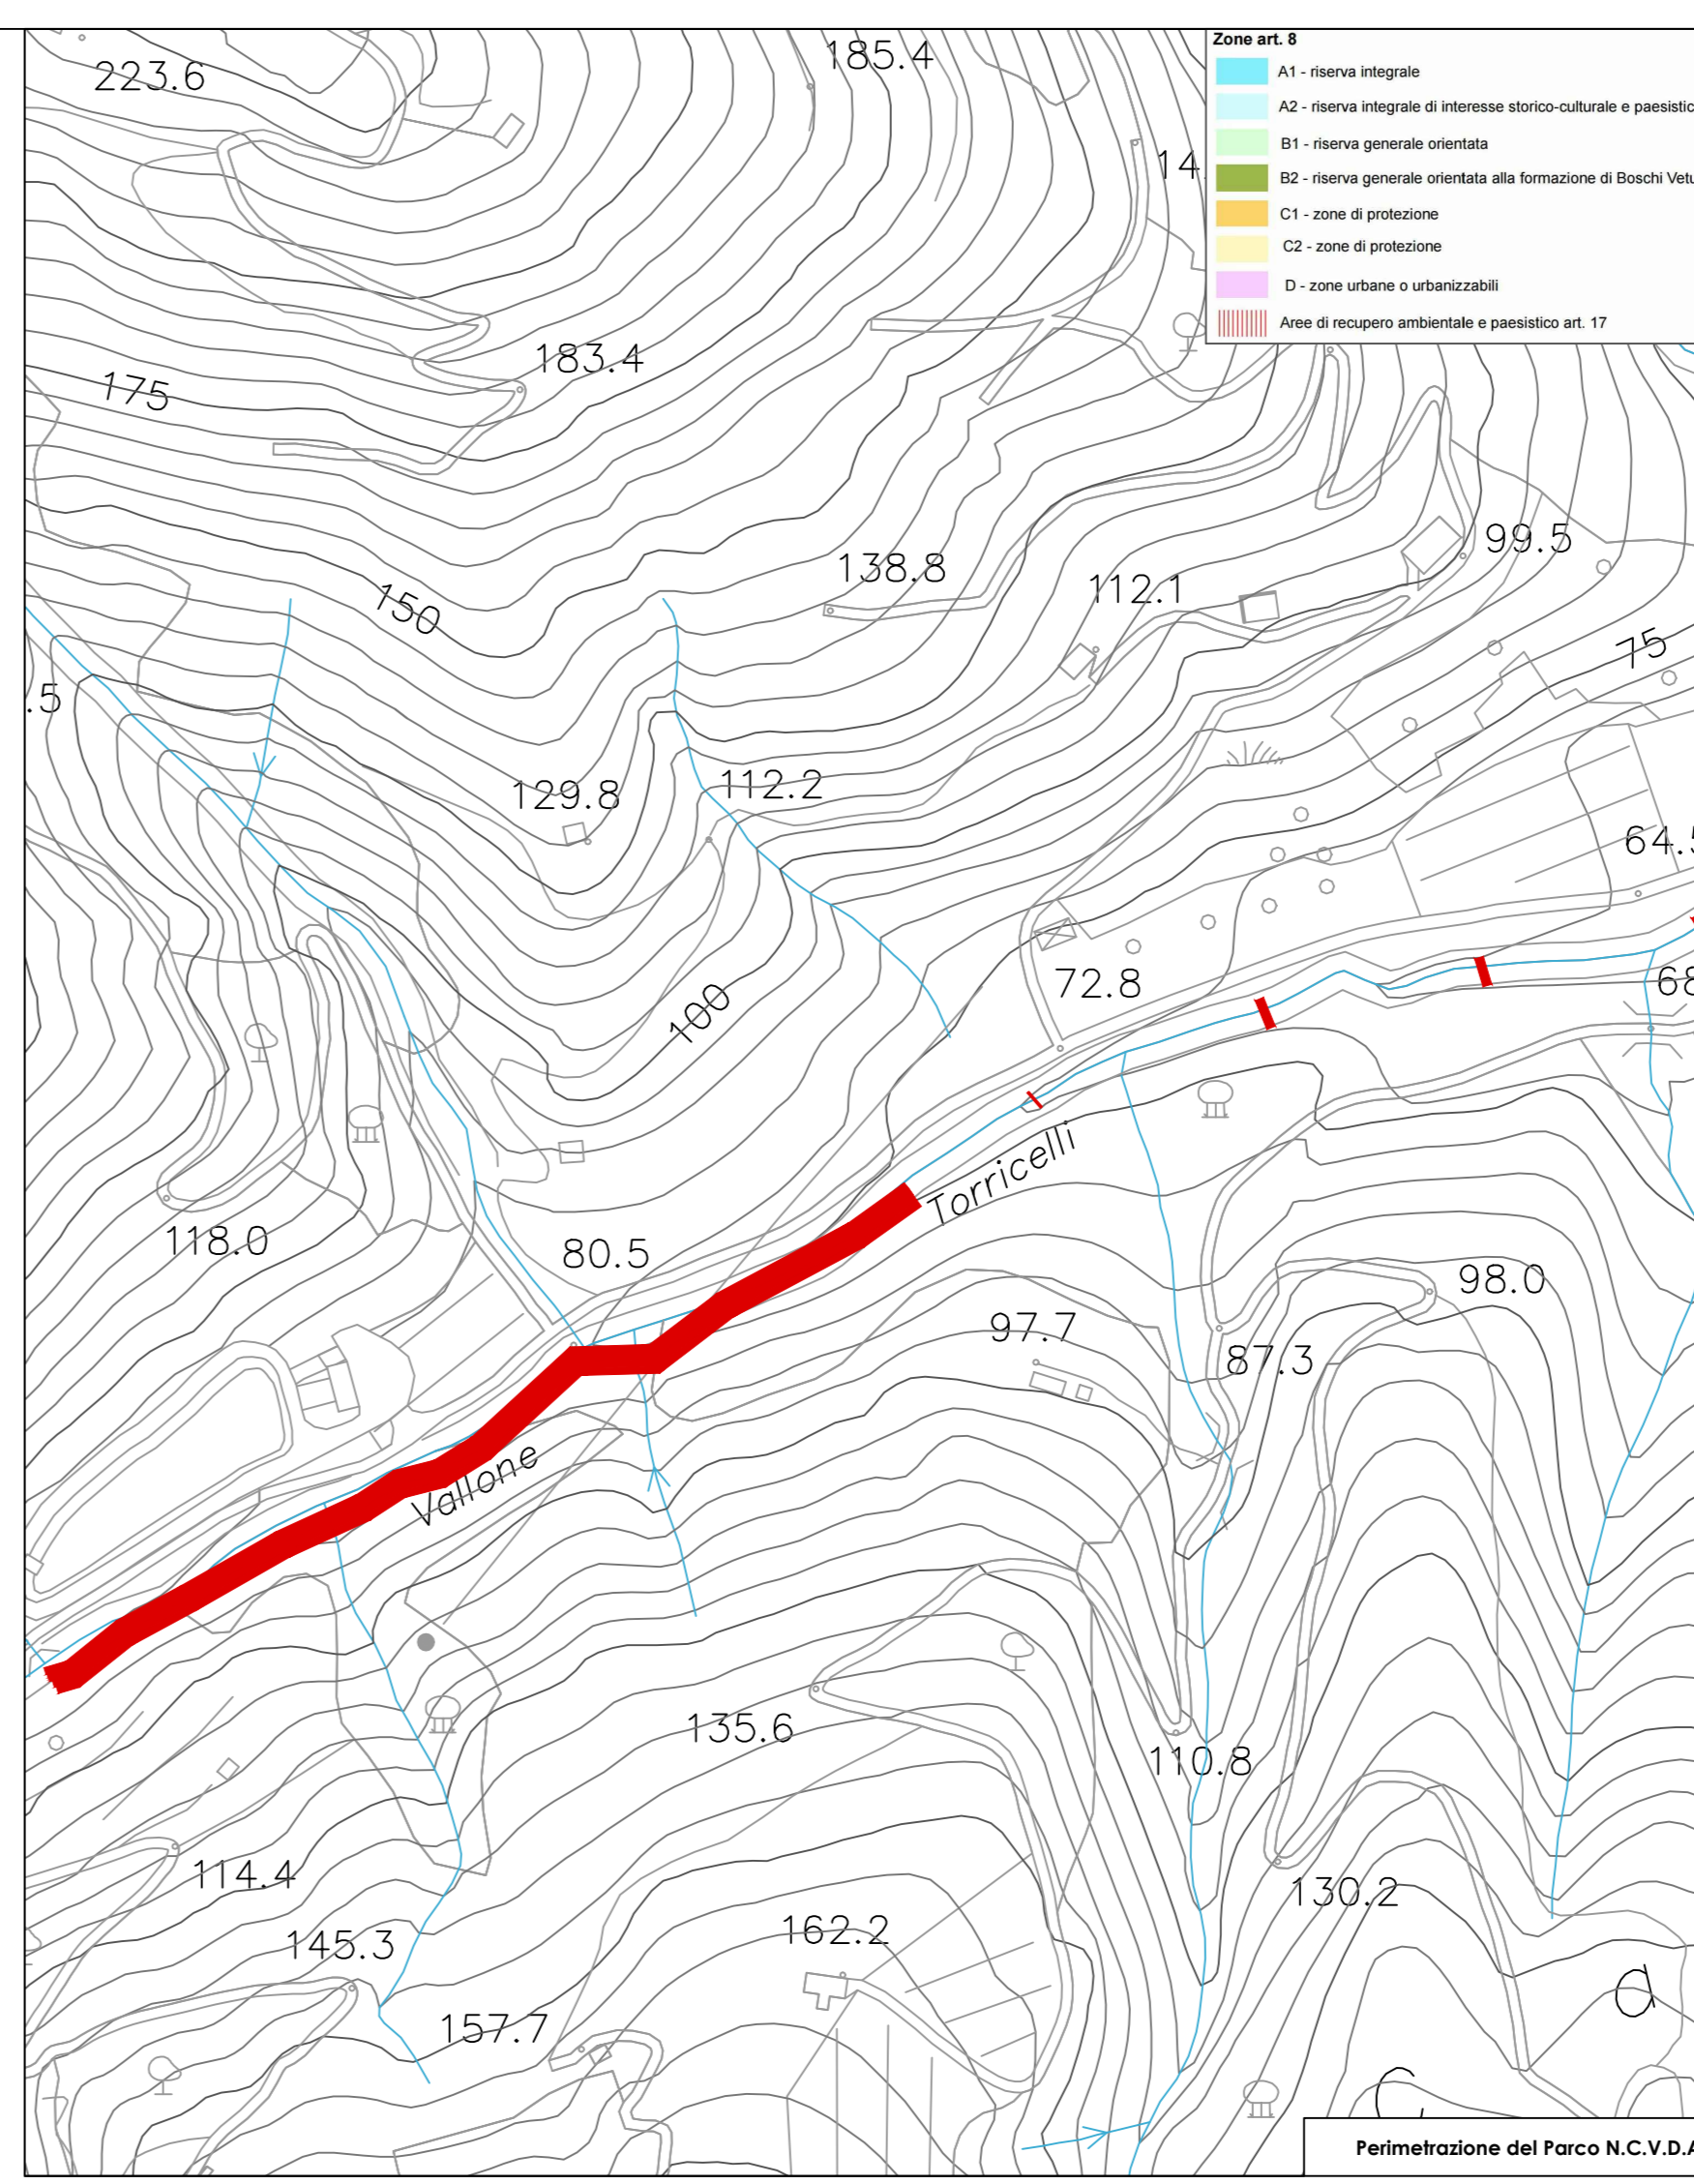 223.6
185.4
Zone art. 8
A1 - riserva integrale
A2 - riserva integrale di interesse storico-culturale e paesistic
B1 - riserva generale orientata
B2 - riserva generale orientata alla formazione di Boschi Vetu
C1 - zone di protezione
C2 - zone di protezione
D - zone urbane o urbanizzabili
Aree di recupero ambientale e paesistico art. 17
14
183.4
175
99.5
138.8
112.1
150
75
.5
129.8
112.2
64.5
72.8
68
100
Torricelli
118.0
80.5
98.0
97.7
87.3
Vallone
135.6
110.8
114.4
130.2
162.2
145.3
d
157.7
C
Perimetrazione del Parco N.C.V.D.A